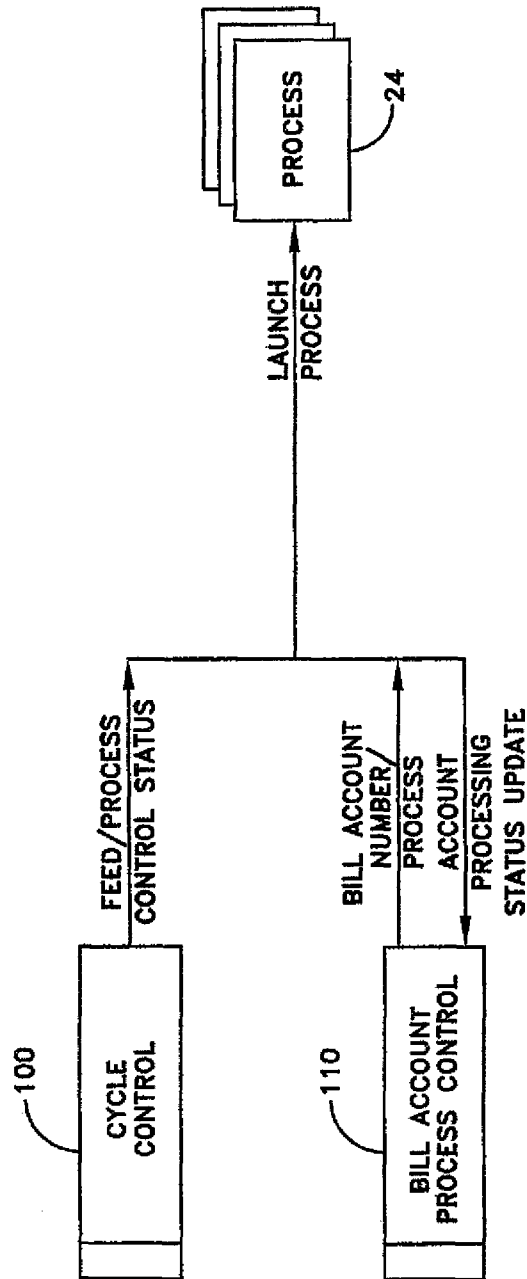 100
CYCLE
CONTROL
FEED/PROCESS
CONTROL STATUS
110
BILL ACCOUNT
PROCESS CONTROL
BILL ACCOUNT
NUMBER/
PROCESS
ACCOUNT
PROCESSING
STATUS UPDATE
LAUNCH
PROCESS
PROCESS
24